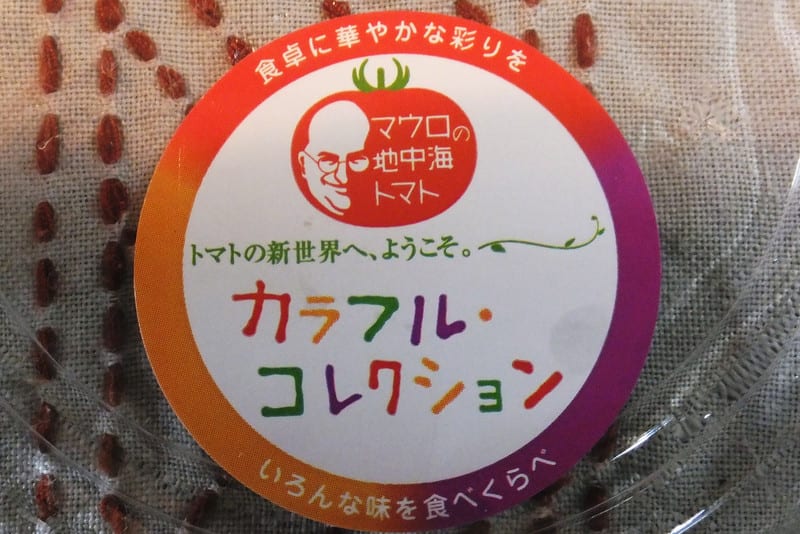 食卓に華やかな彩りを
マウロの
地中海
トマト
トマトの新世界へ、ようこそ。
カラフル・
コレクション
いろんな味を食べくらべ